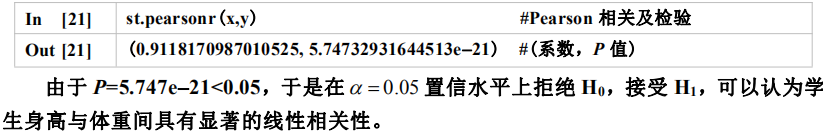 In [21] st.pearsonr(x,y) #Pearson 相关及检验
Out [21] (0.9118170987010525, 5.74732931644513e−21) #(系数，P 值)
由于 P=5.747e−21<0.05，于是在 α = 0.05 置信水平上拒绝 H₀，接受 H₁，可以认为学
生身高与体重间具有显著的线性相关性。